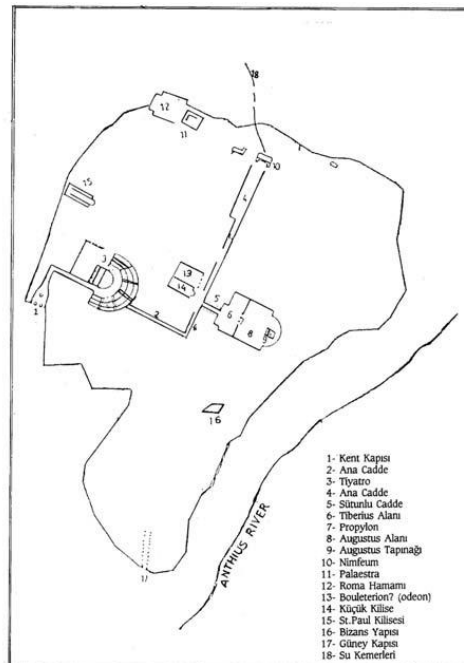 18
12
11
10
15
4
3
13
14
5
6
7
8
9
1
2
4
16
17
ANTHIUS RIVER
1- Kent Kapısı
2- Ana Cadde
3- Tiyatro
4- Ana Cadde
5- Sütunlu Cadde
6- Tiberius Alanı
7- Propylon
8- Augustus Alanı
9- Augustus Tapınağı
10- Nimfeum
11- Palaestra
12- Roma Hamamı
13- Bouleterion? (odeon)
14- Küçük Kilise
15- St.Paul Kilisesi
16- Bizans Yapısı
17- Güney Kapısı
18- Su Kemerleri